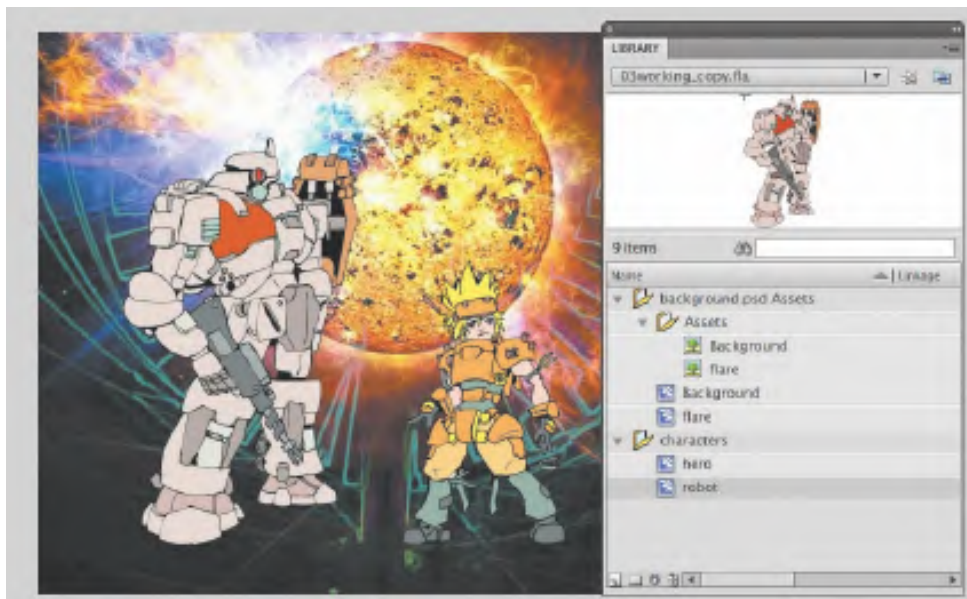 LIBRARY
03working_copy.fla
9 items
Name
Linkage
background.psd Assets
Assets
Background
flare
Background
flare
characters
hero
robot